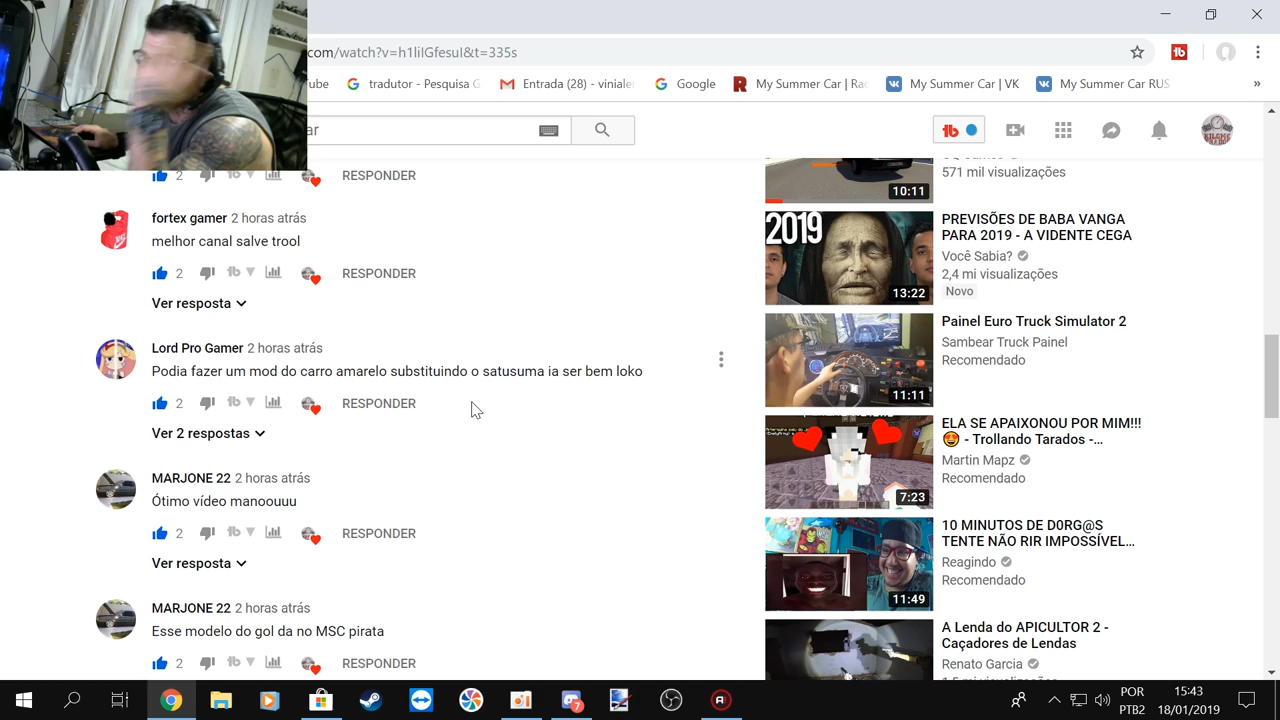 com/watch?v=h1liIGfesuI&t=335s
ube
tradutor - Pesquisa G
Entrada (28) - viniale
Google
My Summer Car | Rac
My Summer Car | VK
My Summer Car RUS
»
ar
2 RESPONDER
fortex gamer 2 horas atrás
melhor canal salve trool
2 RESPONDER
Ver resposta
Lord Pro Gamer 2 horas atrás
Podia fazer um mod do carro amarelo substituindo o satusuma ia ser bem loko
2 RESPONDER
Ver 2 respostas
MARJONE 22 2 horas atrás
Ótimo vídeo manoouuu
2 RESPONDER
Ver resposta
MARJONE 22 2 horas atrás
Esse modelo do gol da no MSC pirata
2 RESPONDER
10:11
571 mil visualizações
2019
13:22
PREVISÕES DE BABA VANGA
PARA 2019 - A VIDENTE CEGA
Você Sabia?
2,4 mi visualizações
Novo
11:11
Painel Euro Truck Simulator 2
Sambear Truck Painel
Recomendado
7:23
ELA SE APAIXONOU POR MIM!!!
🤩 - Trollando Tarados -...
Martin Mapz
Recomendado
11:49
10 MINUTOS DE D0RG@S
TENTE NÃO RIR IMPOSSÍVEL...
Reagindo
Recomendado
A Lenda do APICULTOR 2 -
Caçadores de Lendas
Renato Garcia
7
POR
PTB2
15:43
18/01/2019